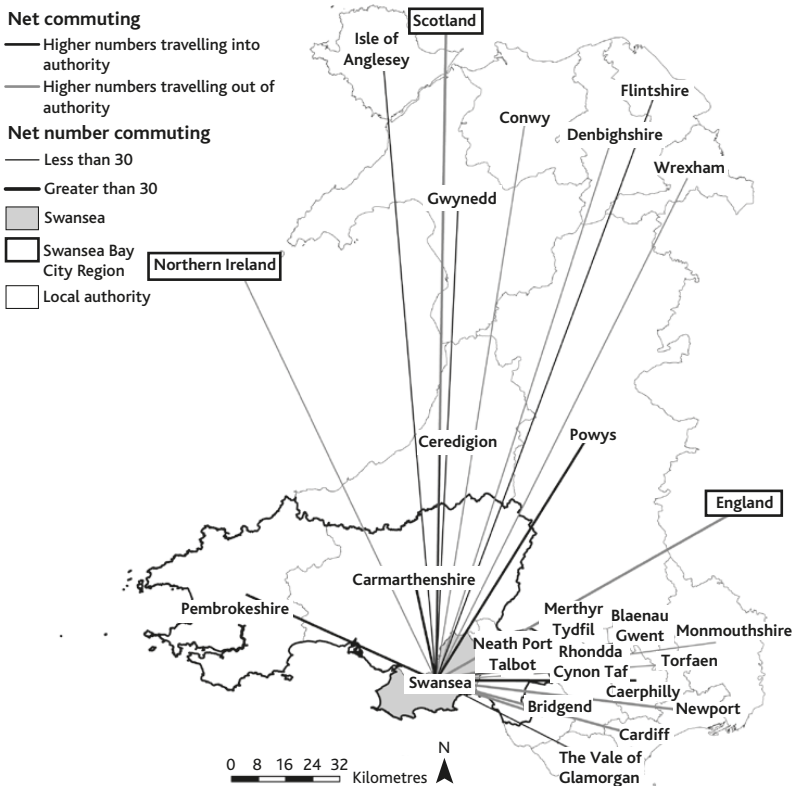 Net commuting
Higher numbers travelling into
authority
Higher numbers travelling out of
authority
Net number commuting
Less than 30
Greater than 30
Swansea
Swansea Bay
City Region
Local authority
Scotland
Isle of
Anglesey
Flintshire
Conwy
Denbighshire
Wrexham
Gwynedd
Northern Ireland
Ceredigion
Powys
England
Carmarthenshire
Pembrokeshire
Merthyr
Tydfil
Blaenau
Gwent
Monmouthshire
Neath Port
Talbot
Rhondda
Cynon Taf
Torfaen
Swansea
Caerphilly
Bridgend
Newport
Cardiff
The Vale of
Glamorgan
N
0 8 16 24 32
Kilometres